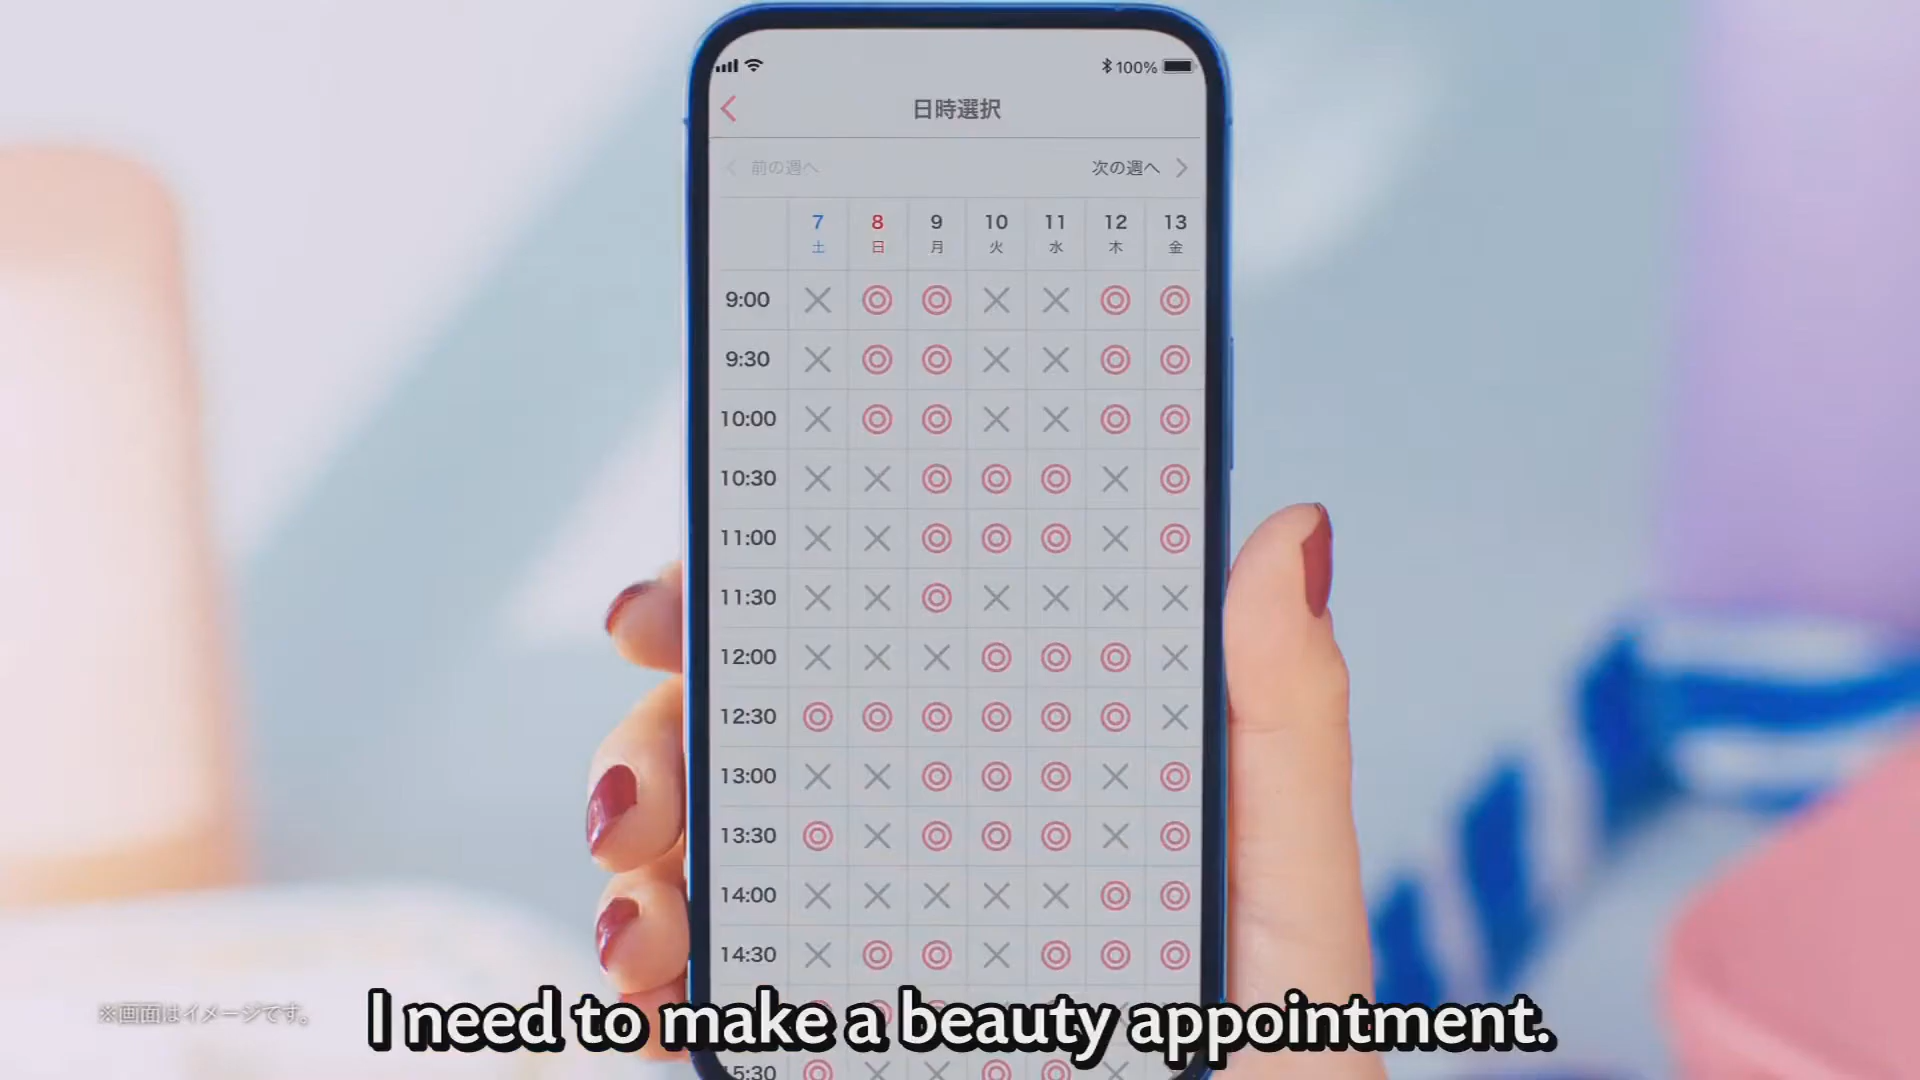 100%
日時選択
前の週へ 次の週へ
7 8 9 10 11 12 13
土 日 月 火 水 木 金
9:00 × ◎ ◎ × × ◎ ◎
9:30 × ◎ ◎ × × ◎ ◎
10:00 × ◎ ◎ × × ◎ ◎
10:30 × × ◎ ◎ ◎ × ◎
11:00 × × ◎ ◎ ◎ × ◎
11:30 × × ◎ × × × ×
12:00 × × × ◎ ◎ ◎ ×
12:30 ◎ ◎ ◎ ◎ ◎ ◎ ×
13:00 × × ◎ ◎ ◎ × ◎
13:30 ◎ × ◎ ◎ ◎ × ◎
14:00 × × × × × ◎ ◎
14:30 × ◎ ◎ × ◎ ◎ ◎
※画面はイメージです。
I need to make a beauty appointment.
15:30